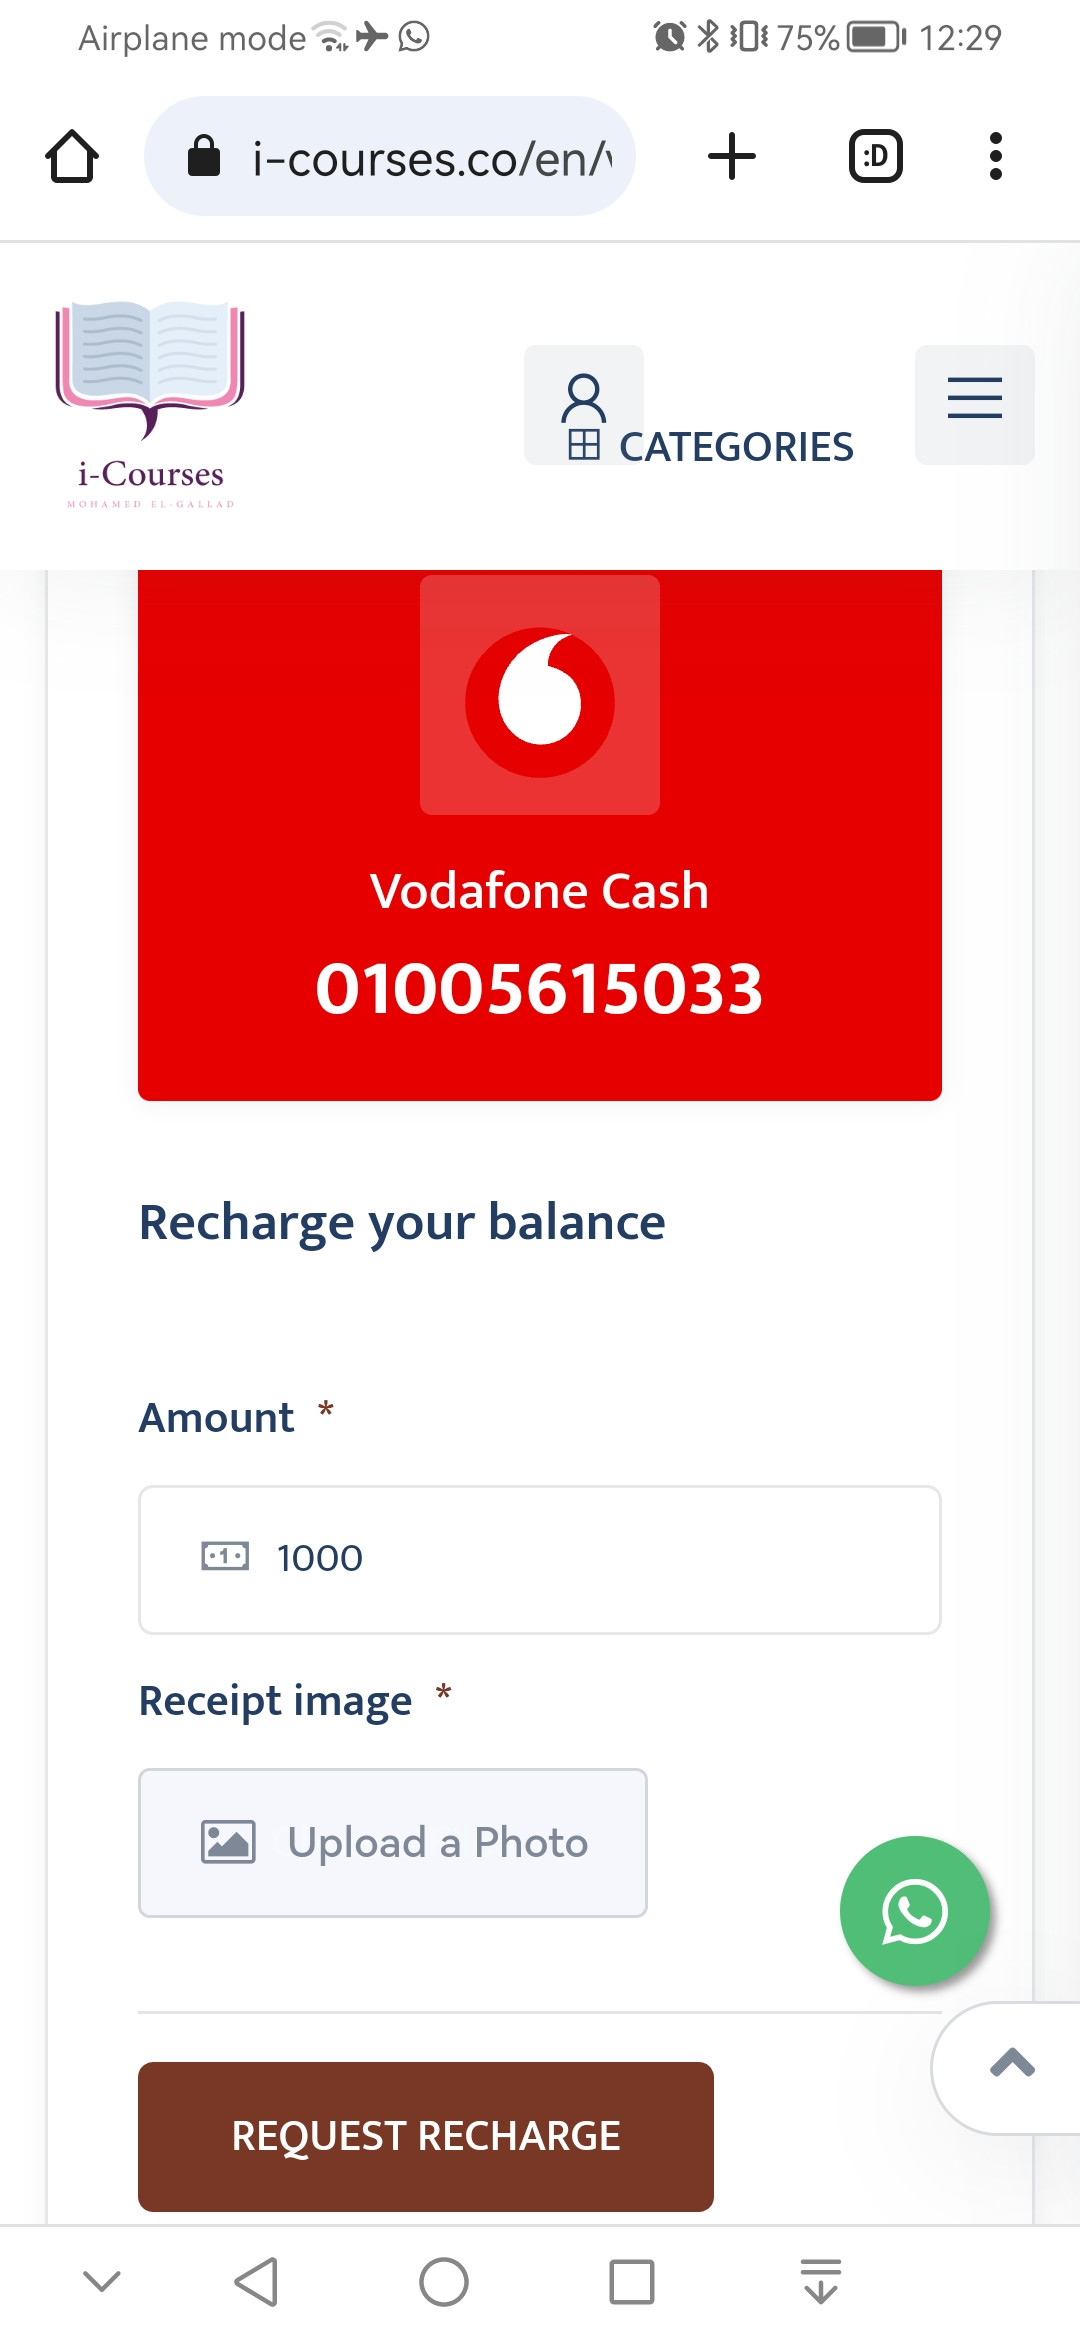 Airplane mode 75% 12:29
i-courses.co/en/
:D
i-Courses
MOHAMED EL-GALLAD
CATEGORIES
Vodafone Cash
01005615033
Recharge your balance
Amount *
1000
Receipt image *
Upload a Photo
REQUEST RECHARGE